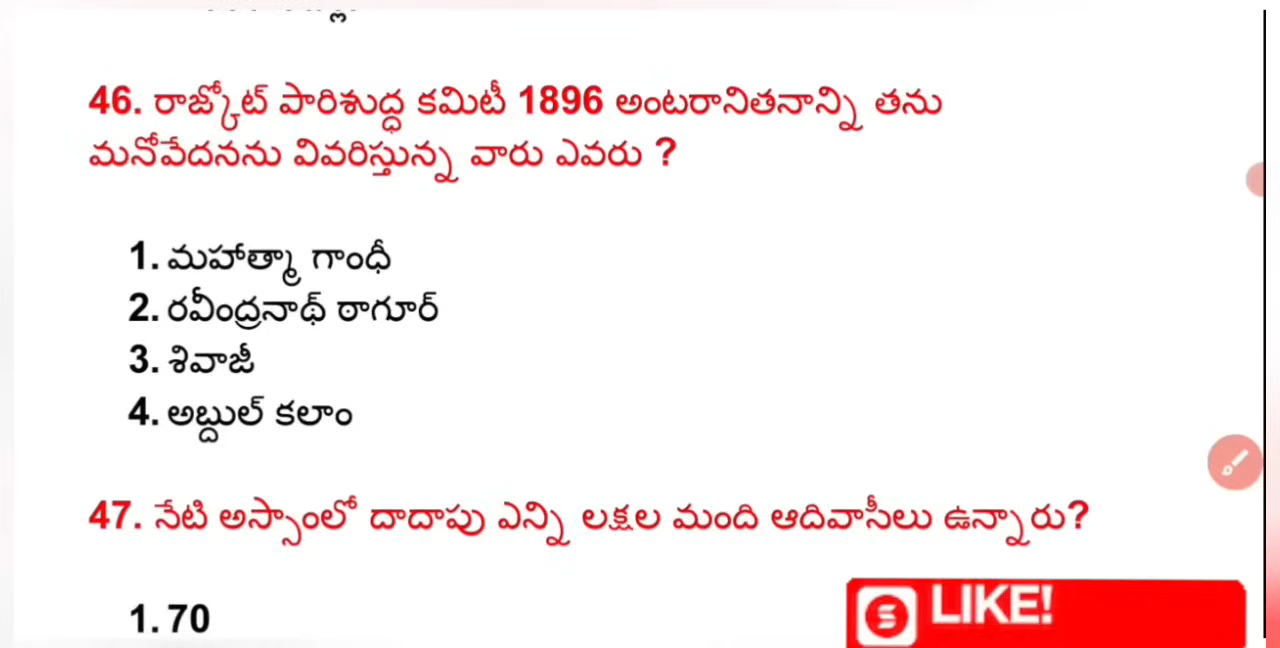 46. రాజ్కోట్ పారిశుద్ధ కమిటీ 1896 అంటరానితనాన్ని తను
మనోవేదనను వివరిస్తున్న వారు ఎవరు ?
1. మహాత్మా గాంధీ
2. రవీంద్రనాథ్ ఠాగూర్
3. శివాజీ
4. అబ్దుల్ కలాం
47. నేటి అస్సాంలో దాదాపు ఎన్ని లక్షల మంది ఆదివాసీలు ఉన్నారు?
1. 70
LIKE!